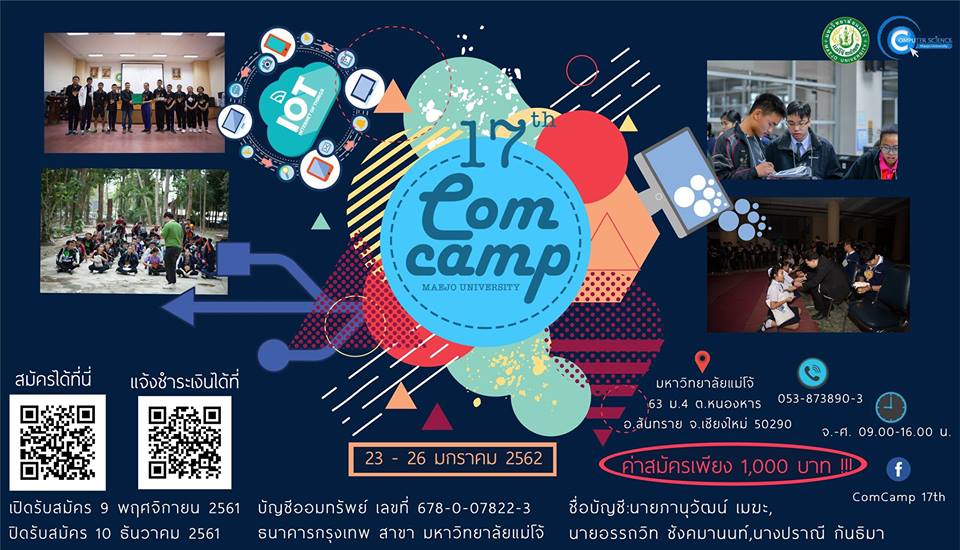 IOT
INTERNET OF THINGS
COMPUTER SCIENCE
Maejo University
17th
Com
camp
MAEJO UNIVERSITY
สมัครได้ที่นี่
แจ้งชำระเงินได้ที่
มหาวิทยาลัยแม่โจ้
63 ม.4 ต.หนองหาร
อ.สันทราย จ.เชียงใหม่ 50290
053-873890-3
จ.-ศ. 09.00-16.00 น.
23 - 26 มกราคม 2562
ค่าสมัครเพียง 1,000 บาท !!!
ComCamp 17th
เปิดรับสมัคร 9 พฤศจิกายน 2561
ปิดรับสมัคร 10 ธันวาคม 2561
บัญชีออมทรัพย์ เลขที่ 678-0-07822-3
ธนาคารกรุงเทพ สาขา มหาวิทยาลัยแม่โจ้
ชื่อบัญชี:นายภานุวัฒน์ เมฆะ,
นายอรรถวิท ชังคมานนท์,นางปราณี กันธิมา